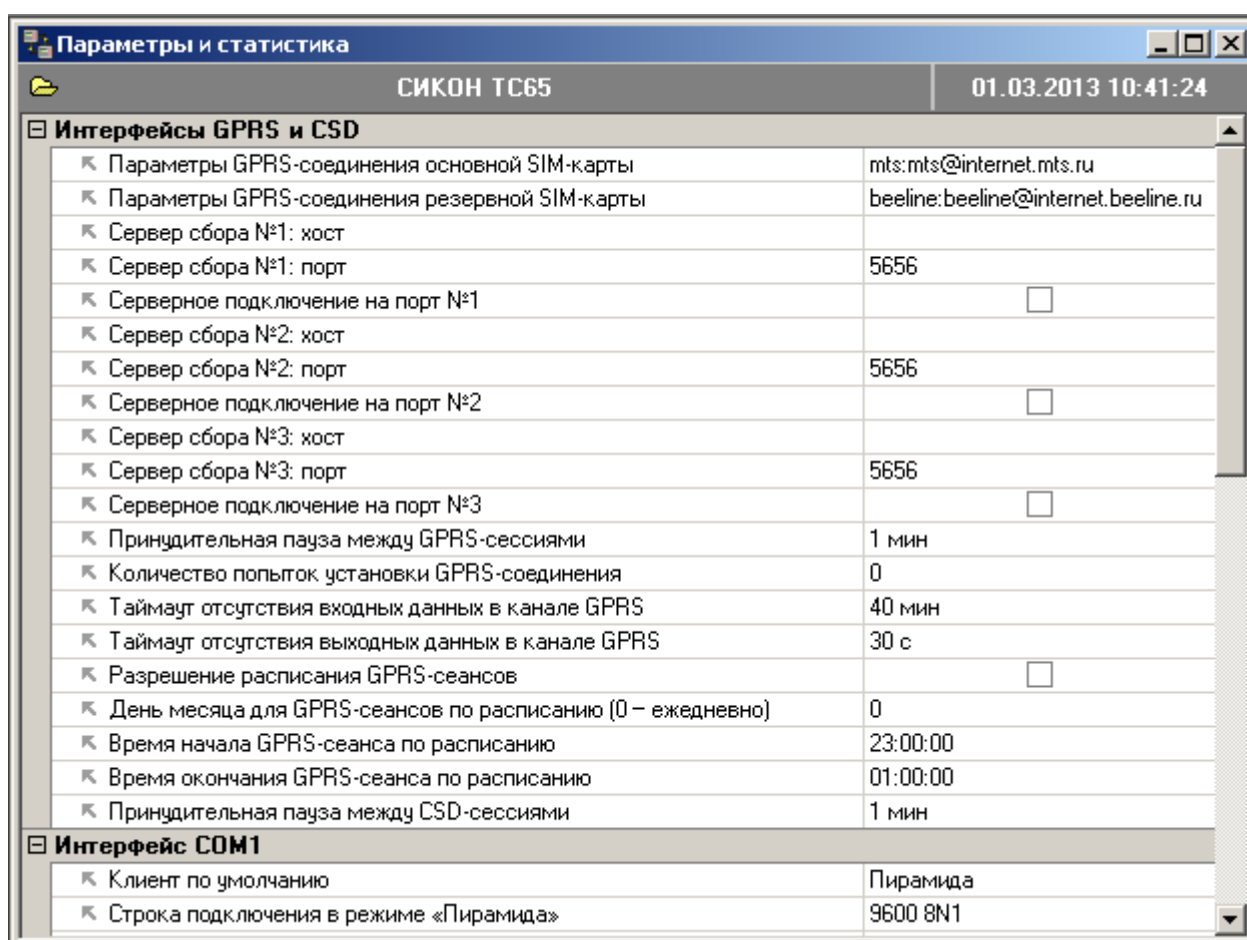 Параметры и статистика
СИКОН ТС65 01.03.2013 10:41:24
Интерфейсы GPRS и CSD
Параметры GPRS-соединения основной SIM-карты mts:mts@internet.mts.ru
Параметры GPRS-соединения резервной SIM-карты beeline:beeline@internet.beeline.ru
Сервер сбора №1: хост
Сервер сбора №1: порт 5656
Серверное подключение на порт №1
Сервер сбора №2: хост
Сервер сбора №2: порт 5656
Серверное подключение на порт №2
Сервер сбора №3: хост
Сервер сбора №3: порт 5656
Серверное подключение на порт №3
Принудительная пауза между GPRS-сессиями 1 мин
Количество попыток установки GPRS-соединения 0
Таймаут отсутствия входных данных в канале GPRS 40 мин
Таймаут отсутствия выходных данных в канале GPRS 30 с
Разрешение расписания GPRS-сеансов
День месяца для GPRS-сеансов по расписанию (0 – ежедневно) 0
Время начала GPRS-сеанса по расписанию 23:00:00
Время окончания GPRS-сеанса по расписанию 01:00:00
Принудительная пауза между CSD-сессиями 1 мин
Интерфейс COM1
Клиент по умолчанию Пирамида
Строка подключения в режиме «Пирамида» 9600 8N1